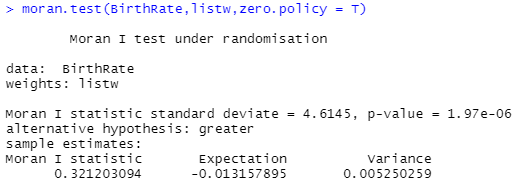 > moran.test(BirthRate,listw,zero.policy = T)
Moran I test under randomisation
data:  BirthRate
weights: listw
Moran I statistic standard deviate = 4.6145, p-value = 1.97e-06
alternative hypothesis: greater
sample estimates:
Moran I statistic       Expectation          Variance
0.321203094      -0.013157895       0.005250259